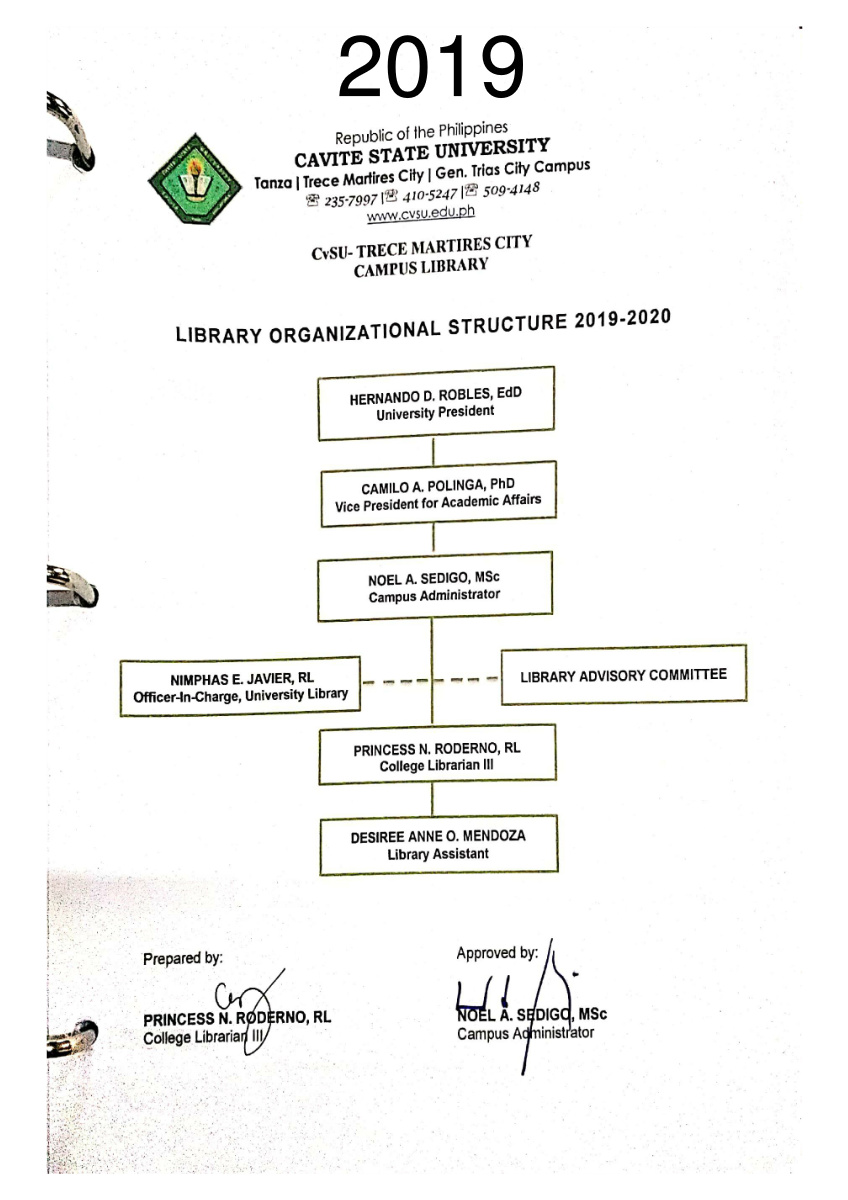 2019
Republic of the Philippines
CAVITE STATE UNIVERSITY
Tanza | Trece Martires City | Gen. Trias City Campus
☏ 235-7997 |☏ 410-5247 |☏ 509-4148
www.cvsu.edu.ph
CvSU- TRECE MARTIRES CITY
CAMPUS LIBRARY
LIBRARY ORGANIZATIONAL STRUCTURE 2019-2020
HERNANDO D. ROBLES, EdD
University President
CAMILO A. POLINGA, PhD
Vice President for Academic Affairs
NOEL A. SEDIGO, MSc
Campus Administrator
NIMPHAS E. JAVIER, RL
Officer-In-Charge, University Library
LIBRARY ADVISORY COMMITTEE
PRINCESS N. RODERNO, RL
College Librarian III
DESIREE ANNE O. MENDOZA
Library Assistant
Prepared by:
PRINCESS N. RODERNO, RL
College Librarian III
Approved by:
NOEL A. SEDIGO, MSc
Campus Administrator